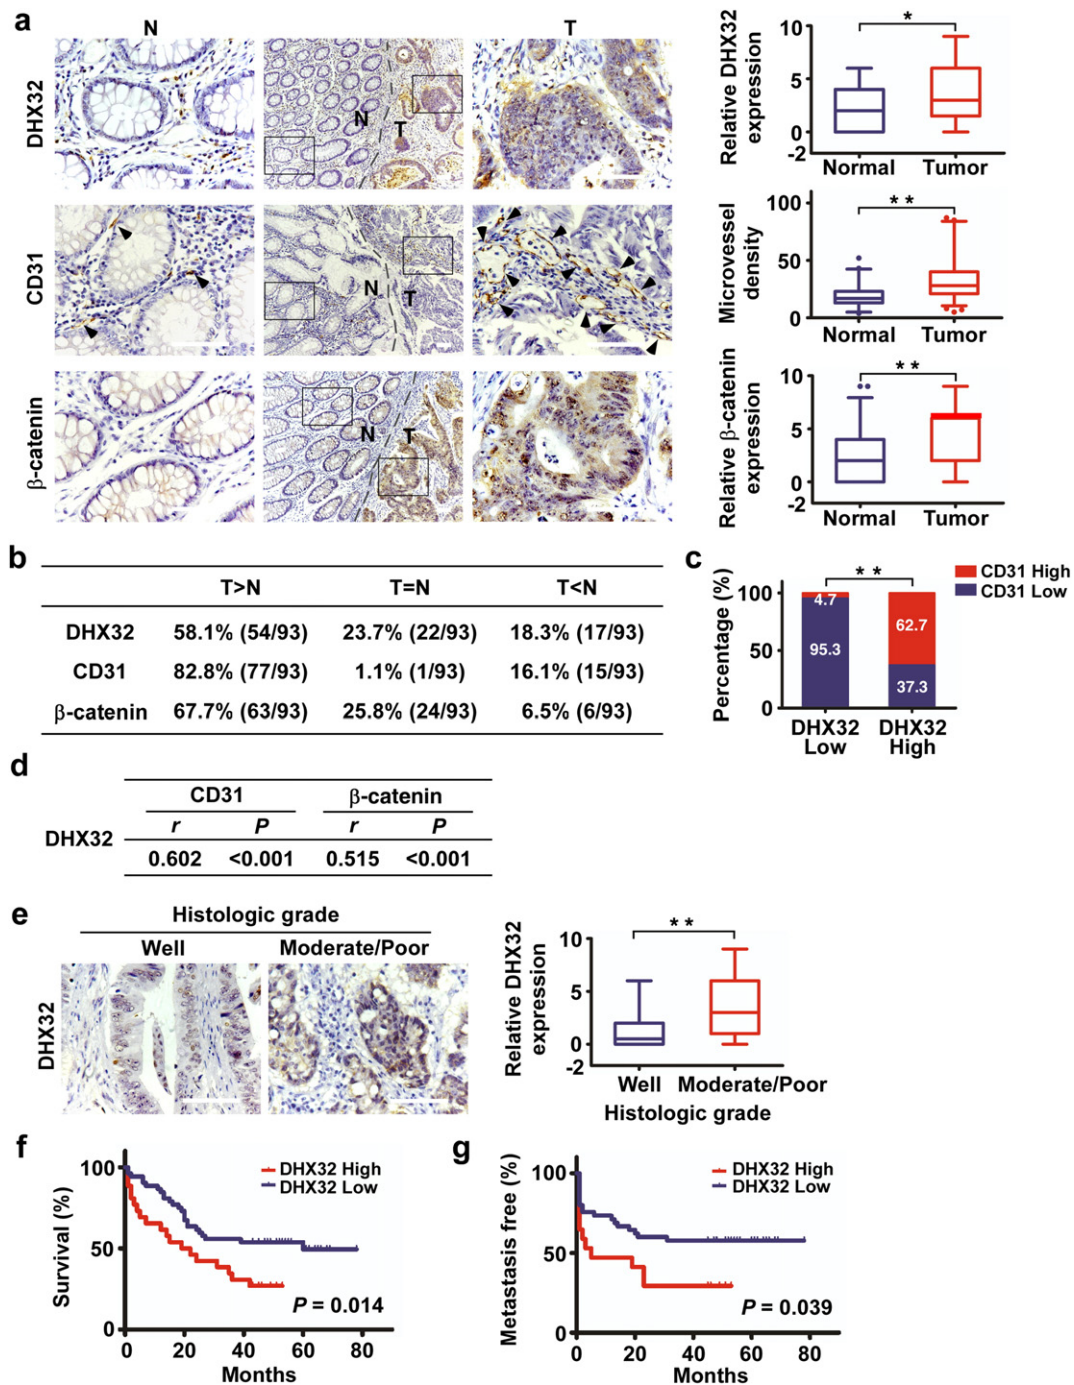 a
N
T
DHX32
N
T
Relative DHX32
expression
10
5
0
-2
*
Normal
Tumor
CD31
N
T
Microvessel
density
100
50
0
**
Normal
Tumor
β-catenin
N
T
Relative β-catenin
expression
10
5
0
-2
**
Normal
Tumor
b
T>N
T=N
T<N
DHX32 58.1% (54/93) 23.7% (22/93) 18.3% (17/93)
CD31 82.8% (77/93) 1.1% (1/93) 16.1% (15/93)
β-catenin 67.7% (63/93) 25.8% (24/93) 6.5% (6/93)
c
CD31 High
CD31 Low
Percentage (%)
100
50
0
**
4.7
95.3
62.7
37.3
DHX32
Low
DHX32
High
d
CD31 β-catenin
r P r P
DHX32
0.602 <0.001 0.515 <0.001
e
Histologic grade
Well
Moderate/Poor
DHX32
Relative DHX32
expression
10
5
0
-2
**
Well
Moderate/Poor
Histologic grade
f
Survival (%)
100
50
0
DHX32 High
DHX32 Low
P = 0.014
0 20 40 60 80
Months
g
Metastasis free (%)
100
50
0
DHX32 High
DHX32 Low
P = 0.039
0 20 40 60 80
Months